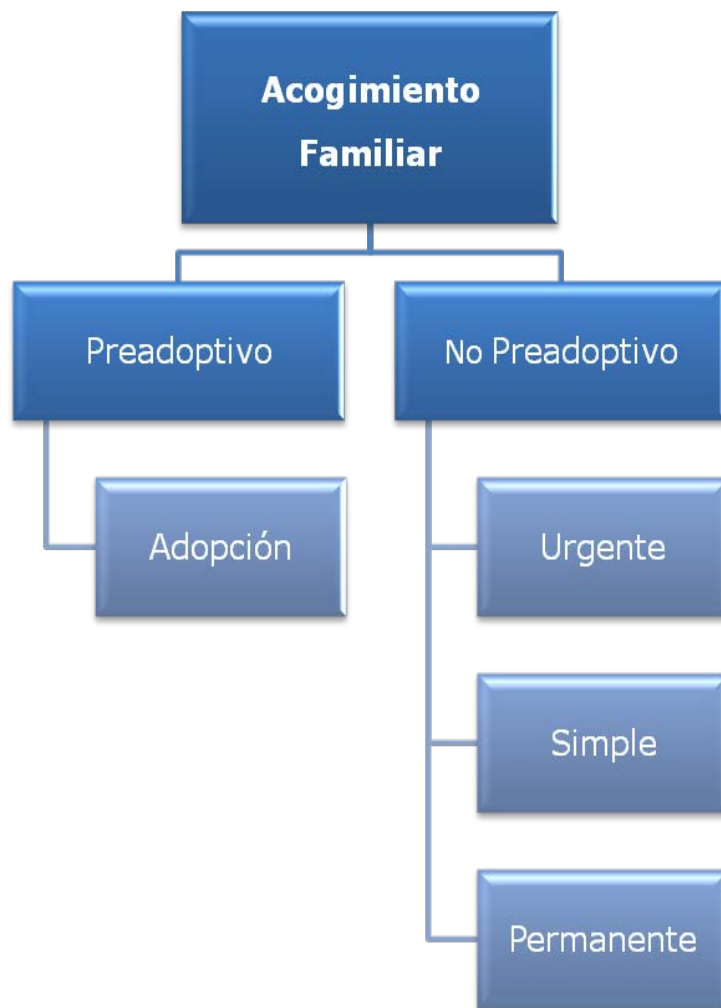 Acogimiento
Familiar
Preadoptivo
No Preadoptivo
Adopción
Urgente
Simple
Permanente